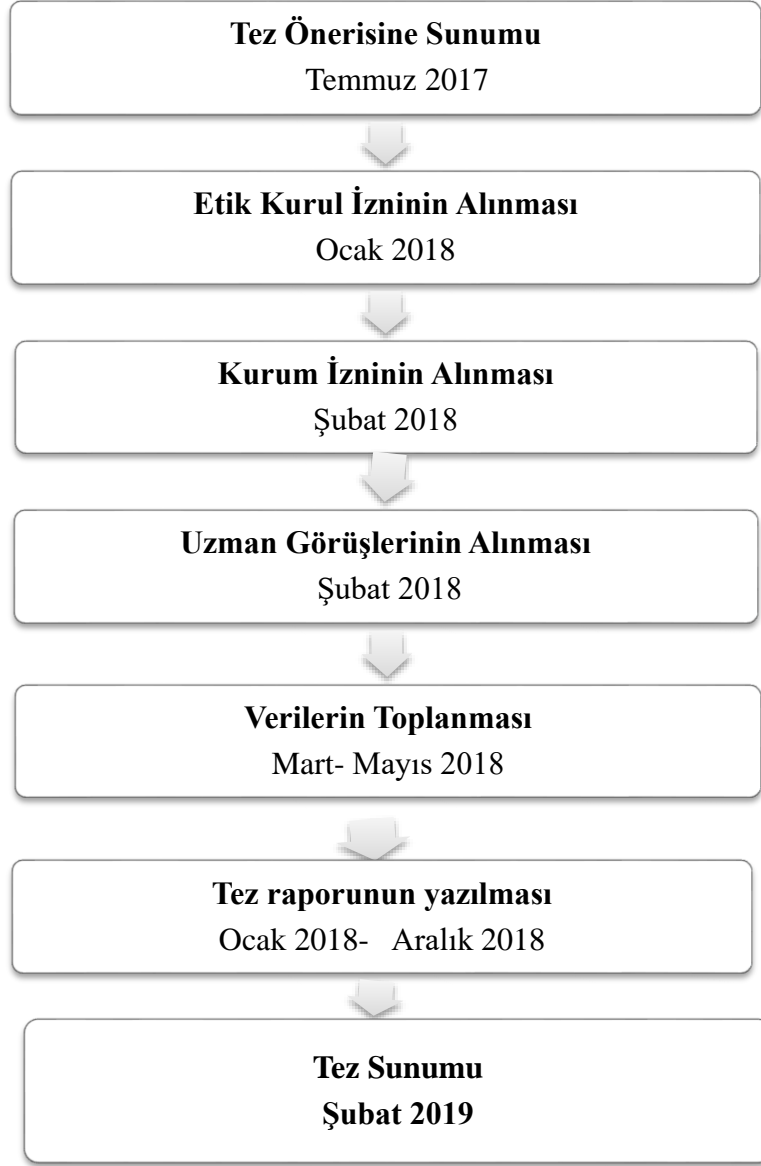 Tez Önerisine Sunumu
Temmuz 2017
Etik Kurul İzninin Alınması
Ocak 2018
Kurum İzninin Alınması
Şubat 2018
Uzman Görüşlerinin Alınması
Şubat 2018
Verilerin Toplanması
Mart- Mayıs 2018
Tez raporunun yazılması
Ocak 2018- Aralık 2018
Tez Sunumu
Şubat 2019